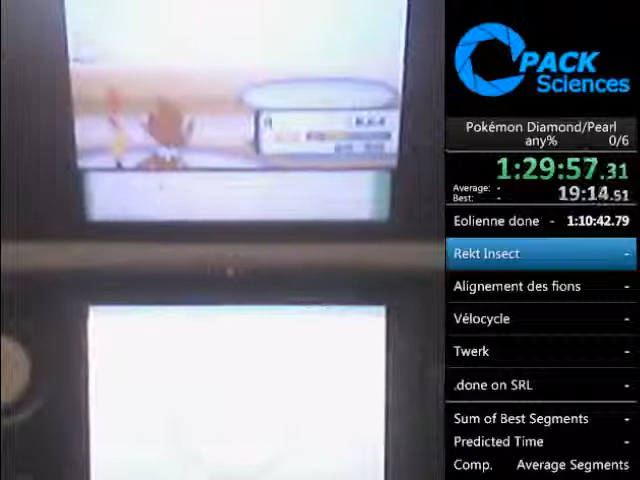 PACK
Sciences
Pokémon Diamond/Pearl
any% 0/6
1:29:57.31
Average: -
Best: - 19:14.51
Eolienne done - 1:10:42.79
Rekt Insect -
Alignement des fions -
Vélocycle -
Twerk -
.done on SRL -
Sum of Best Segments -
Predicted Time -
Comp. Average Segments